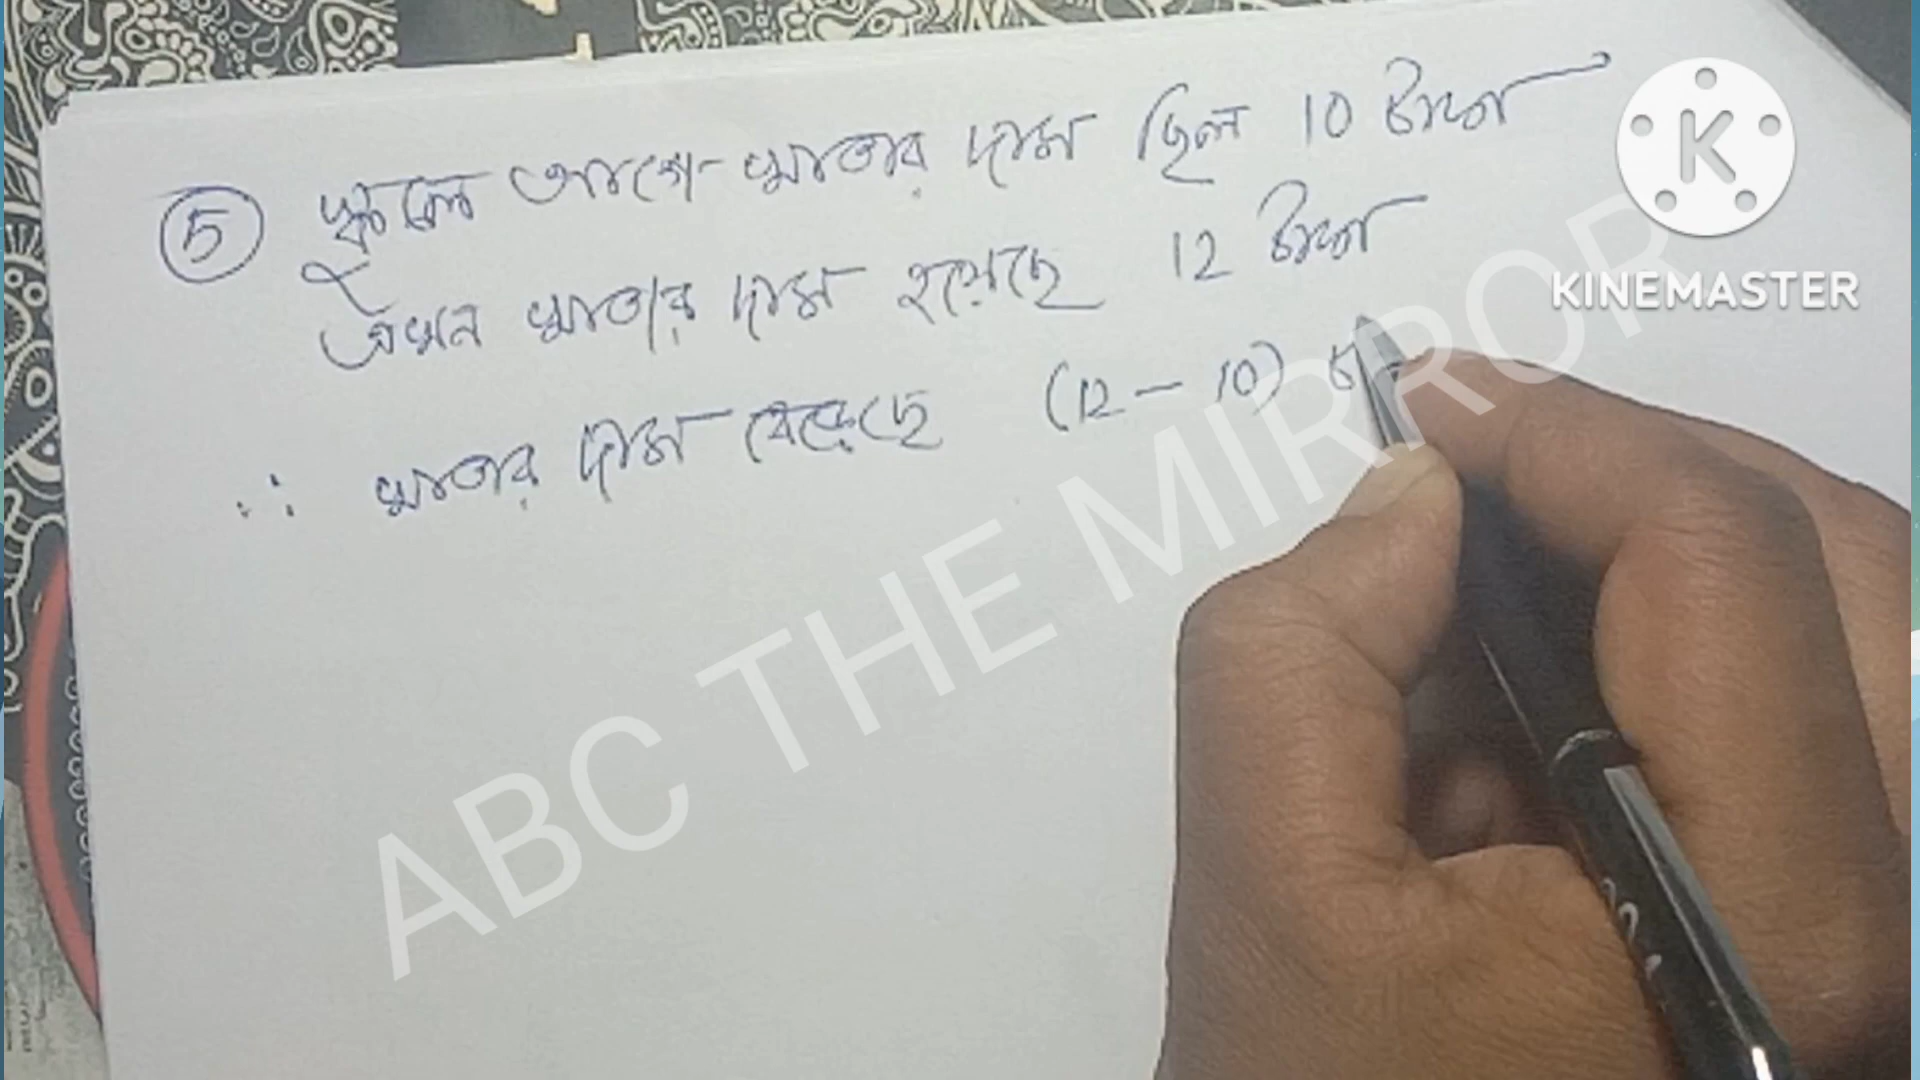 5 স্কুলে আগে খাতার দাম ছিল 10 টাকা
এখন খাতার দাম হয়েছে 12 টাকা
∴ খাতার দাম বেড়েছে (12 – 10) ট
K
KINEMASTER
ABC THE MIRROR